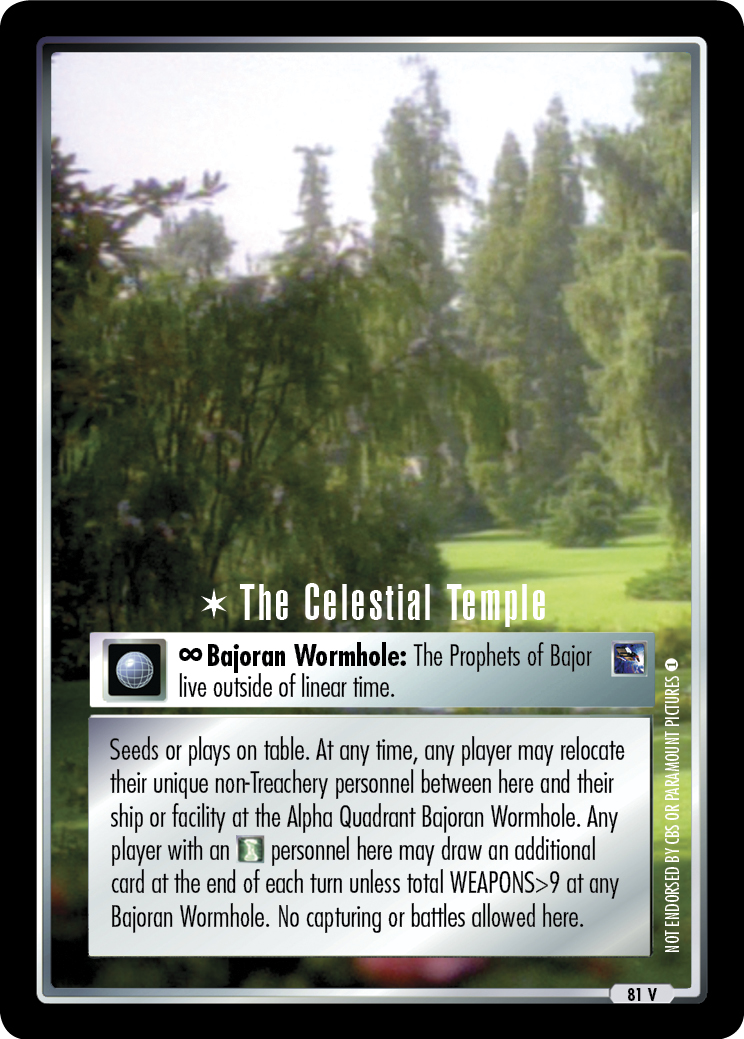 ✶ The Celestial Temple
∞ Bajoran Wormhole: The Prophets of Bajor
live outside of linear time.
Seeds or plays on table. At any time, any player may relocate
their unique non-Treachery personnel between here and their
ship or facility at the Alpha Quadrant Bajoran Wormhole. Any
player with an personnel here may draw an additional
card at the end of each turn unless total WEAPONS>9 at any
Bajoran Wormhole. No capturing or battles allowed here.
NOT ENDORSED BY CBS OR PARAMOUNT PICTURES 1
81 V